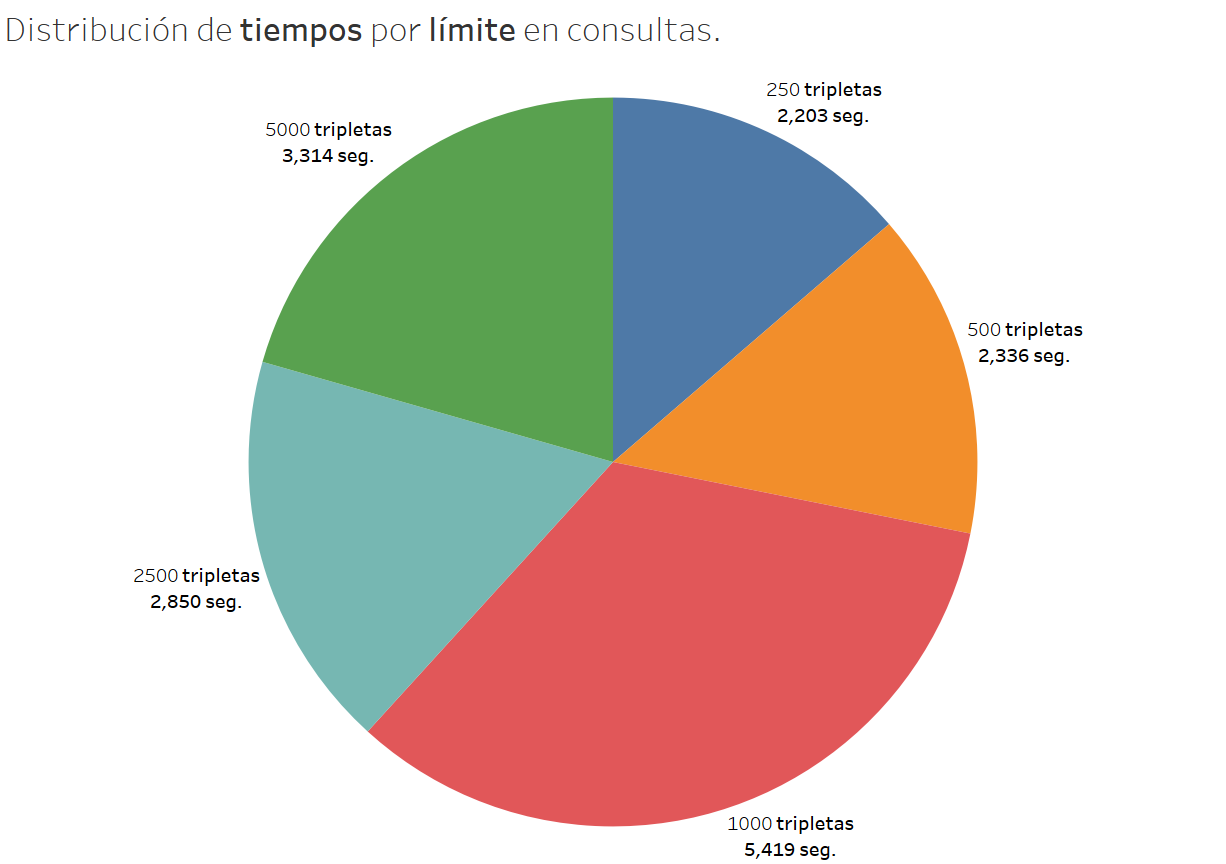 Distribución de tiempos por límite en consultas.
250 tripletas
2,203 seg.
5000 tripletas
3,314 seg.
500 tripletas
2,336 seg.
2500 tripletas
2,850 seg.
1000 tripletas
5,419 seg.